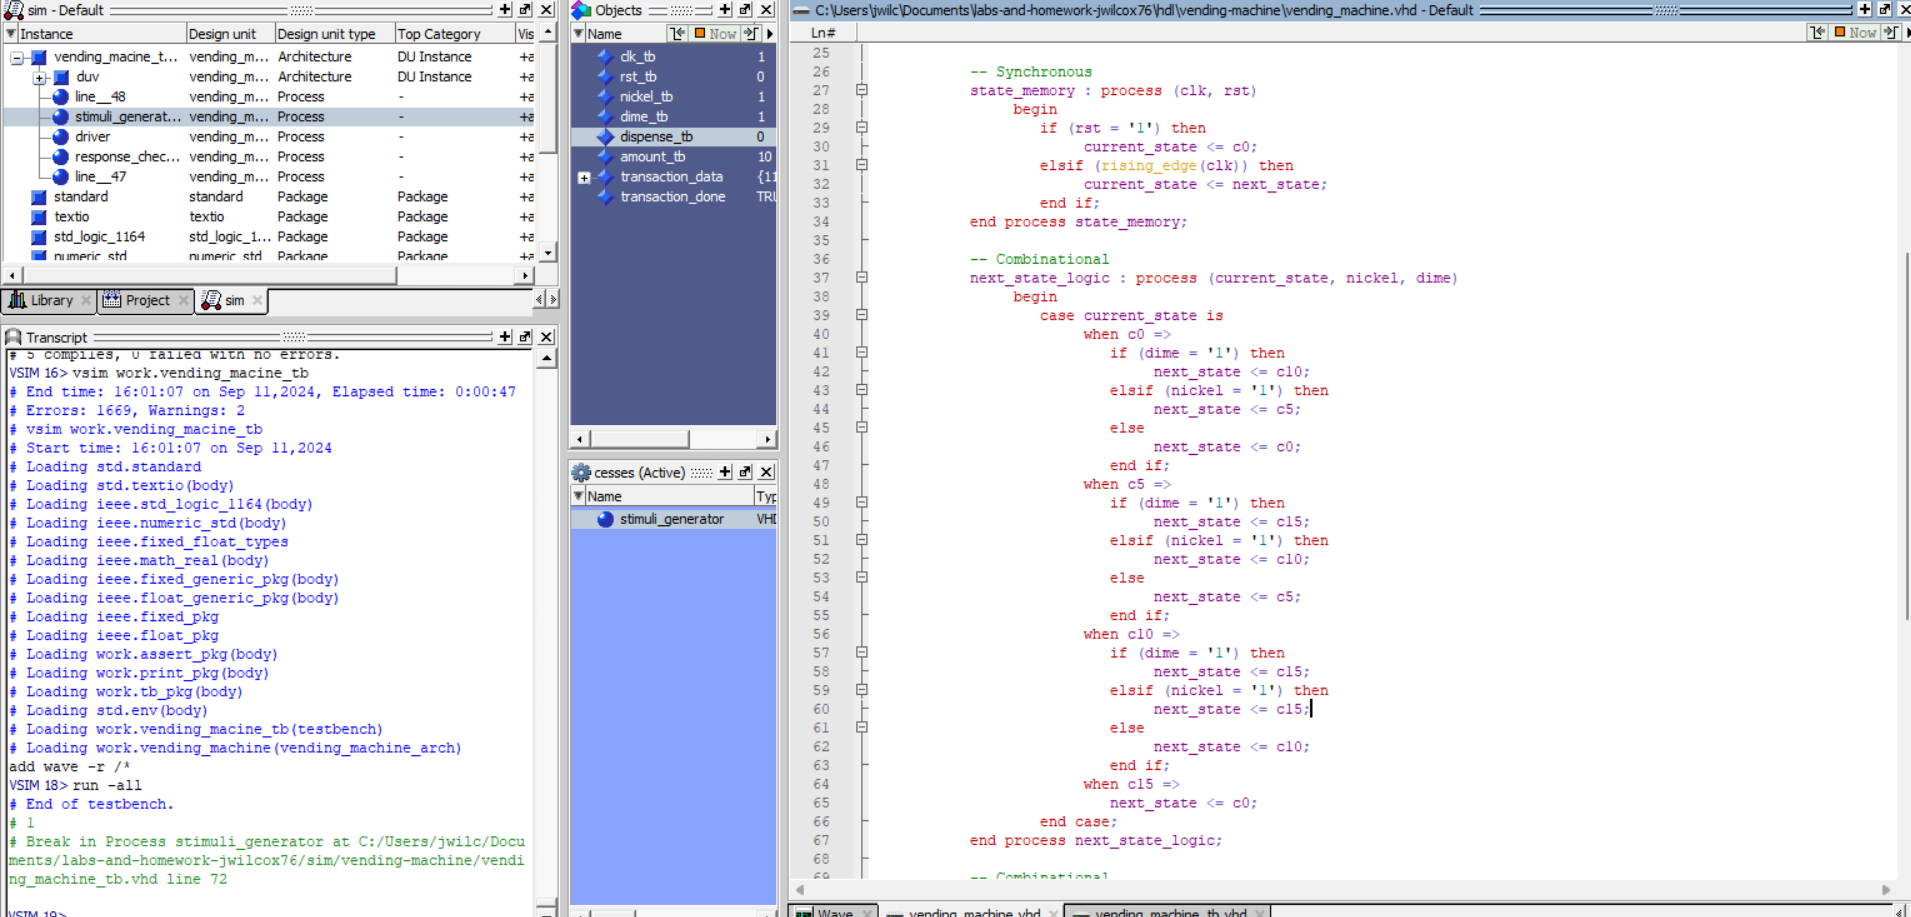 sim - Default
Instance Design unit Design unit type Top Category Vis
vending_macine_t... vending_m... Architecture DU Instance +a
duv vending_m... Architecture DU Instance +a
line__48 vending_m... Process - +a
stimuli_generat... vending_m... Process - +a
driver vending_m... Process - +a
response_chec... vending_m... Process - +a
line__47 vending_m... Process - +a
standard standard Package Package +a
textio textio Package Package +a
std_logic_1164 std_logic_1... Package Package +a
numeric_std numeric_std Package Package +a
Library Project sim
Transcript
# 5 compiles, 0 failed with no errors.
VSIM 16> vsim work.vending_macine_tb
# End time: 16:01:07 on Sep 11,2024, Elapsed time: 0:00:47
# Errors: 1669, Warnings: 2
# vsim work.vending_macine_tb
# Start time: 16:01:07 on Sep 11,2024
# Loading std.standard
# Loading std.textio(body)
# Loading ieee.std_logic_1164(body)
# Loading ieee.numeric_std(body)
# Loading ieee.fixed_float_types
# Loading ieee.math_real(body)
# Loading ieee.fixed_generic_pkg(body)
# Loading ieee.float_generic_pkg(body)
# Loading ieee.fixed_pkg
# Loading ieee.float_pkg
# Loading work.assert_pkg(body)
# Loading work.print_pkg(body)
# Loading work.tb_pkg(body)
# Loading std.env(body)
# Loading work.vending_macine_tb(testbench)
# Loading work.vending_machine(vending_machine_arch)
add wave -r /*
VSIM 18> run -all
# End of testbench.
# 1
# Break in Process stimuli_generator at C:/Users/jwilc/Docu
ments/labs-and-homework-jwilcox76/sim/vending-machine/vendi
ng_machine_tb.vhd line 72
VSIM 19>
Objects
Name Now
clk_tb 1
rst_tb 0
nickel_tb 1
dime_tb 1
dispense_tb 0
amount_tb 10
transaction_data {11
transaction_done TRU
cesses (Active)
Name Typ
stimuli_generator VHD
C:\Users\jwilc\Documents\labs-and-homework-jwilcox76\hdl\vending-machine\vending_machine.vhd - Default
Ln# Now
25
26 -- Synchronous
27 state_memory : process (clk, rst)
28 begin
29 if (rst = '1') then
30 current_state <= c0;
31 elsif (rising_edge(clk)) then
32 current_state <= next_state;
33 end if;
34 end process state_memory;
35
36 -- Combinational
37 next_state_logic : process (current_state, nickel, dime)
38 begin
39 case current_state is
40 when c0 =>
41 if (dime = '1') then
42 next_state <= c10;
43 elsif (nickel = '1') then
44 next_state <= c5;
45 else
46 next_state <= c0;
47 end if;
48 when c5 =>
49 if (dime = '1') then
50 next_state <= c15;
51 elsif (nickel = '1') then
52 next_state <= c10;
53 else
54 next_state <= c5;
55 end if;
56 when c10 =>
57 if (dime = '1') then
58 next_state <= c15;
59 elsif (nickel = '1') then
60 next_state <= c15;
61 else
62 next_state <= c10;
63 end if;
64 when c15 =>
65 next_state <= c0;
66 end case;
67 end process next_state_logic;
68
69 -- Combinational
Wave vending_machine.vhd vending_machine_tb.vhd